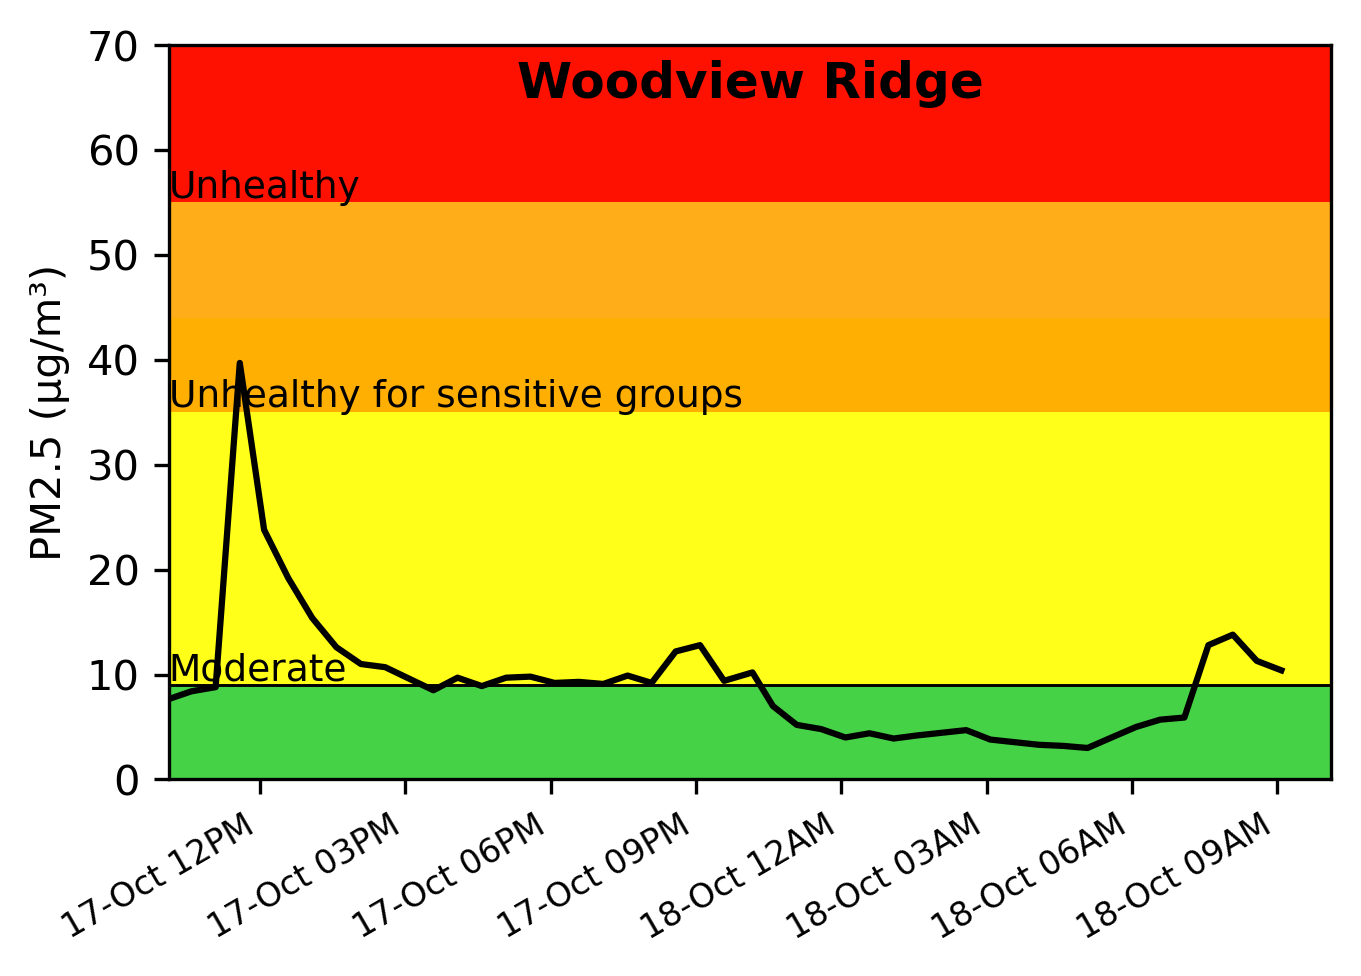 Woodview Ridge
PM2.5 (µg/m³)
70
60
50
40
30
20
10
0
Unhealthy
Unhealthy for sensitive groups
Moderate
17-Oct 12PM
17-Oct 03PM
17-Oct 06PM
17-Oct 09PM
18-Oct 12AM
18-Oct 03AM
18-Oct 06AM
18-Oct 09AM